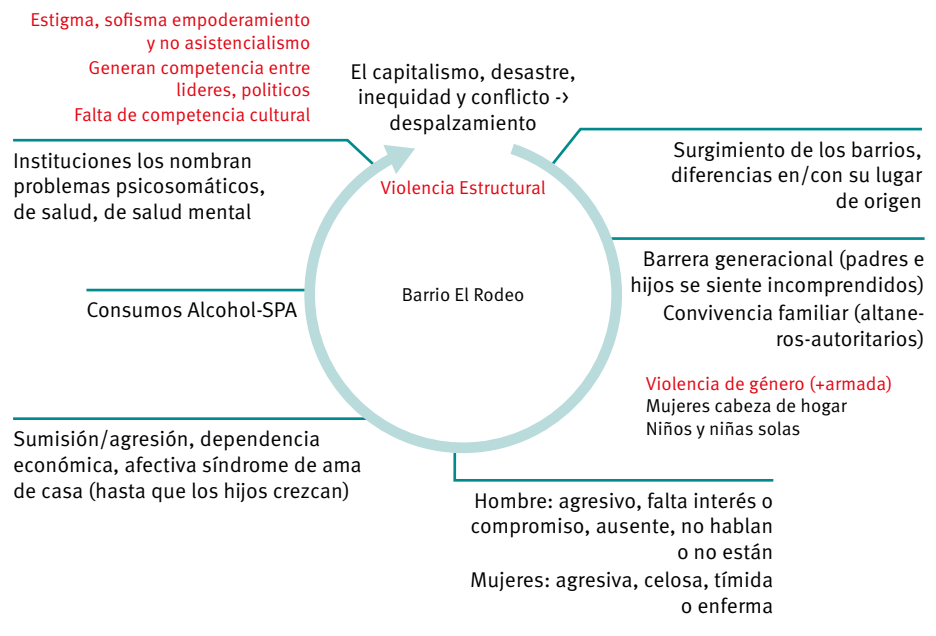 Estigma, sofisma empoderamiento
y no asistencialismo
Generan competencia entre
lideres, politicos
Falta de competencia cultural
El capitalismo, desastre,
inequidad y conflicto ->
despalzamiento
Instituciones los nombran
problemas psicosomáticos,
de salud, de salud mental
Violencia Estructural
Surgimiento de los barrios,
diferencias en/con su lugar
de origen
Barrera generacional (padres e
hijos se siente incomprendidos)
Convivencia familiar (altane-
ros-autoritarios)
Barrio El Rodeo
Consumos Alcohol-SPA
Violencia de género (+armada)
Mujeres cabeza de hogar
Niños y niñas solas
Sumisión/agresión, dependencia
económica, afectiva síndrome de ama
de casa (hasta que los hijos crezcan)
Hombre: agresivo, falta interés o
compromiso, ausente, no hablan
o no están
Mujeres: agresiva, celosa, tímida
o enferma